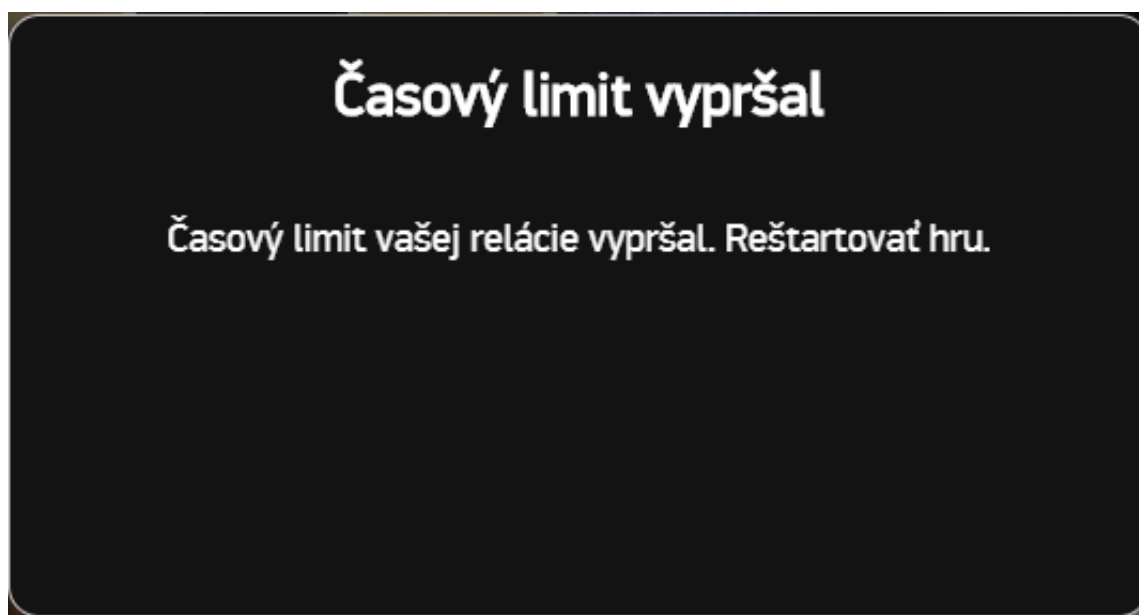 Časový limit vypršal
Časový limit vašej relácie vypršal. Reštartovať hru.